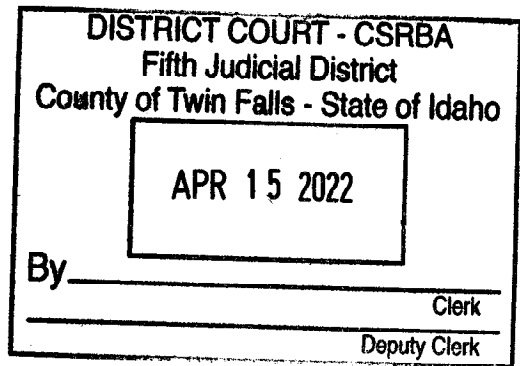 DISTRICT COURT - CSRBA
Fifth Judicial District
County of Twin Falls - State of Idaho
APR 15 2022
By
Clerk
Deputy Clerk